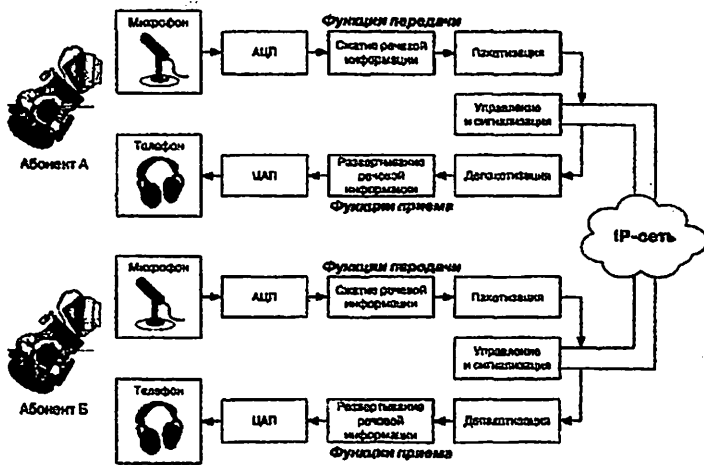 Функции передачи
Микрофон
АЦП
Сжатие речевой
информации
Пакетизация
Управление
и сигнализация
Абонент А
Телефон
ЦАП
Развертывание
речевой
информации
Депакетизация
Функции приема
IP-сеть
Функции передачи
Микрофон
АЦП
Сжатие речевой
информации
Пакетизация
Управление
и сигнализация
Абонент Б
Телефон
ЦАП
Развертывание
речевой
информации
Депакетизация
Функции приема